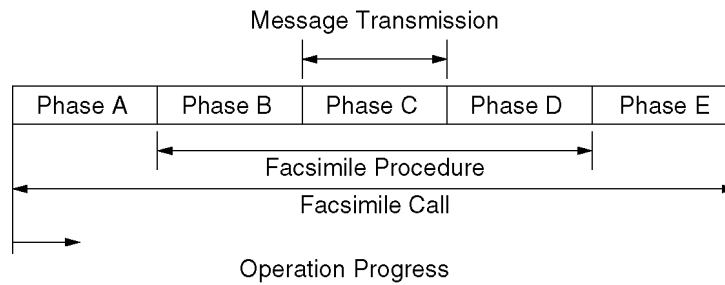 Message Transmission
Phase A Phase B Phase C Phase D Phase E
Facsimile Procedure
Facsimile Call
Operation Progress